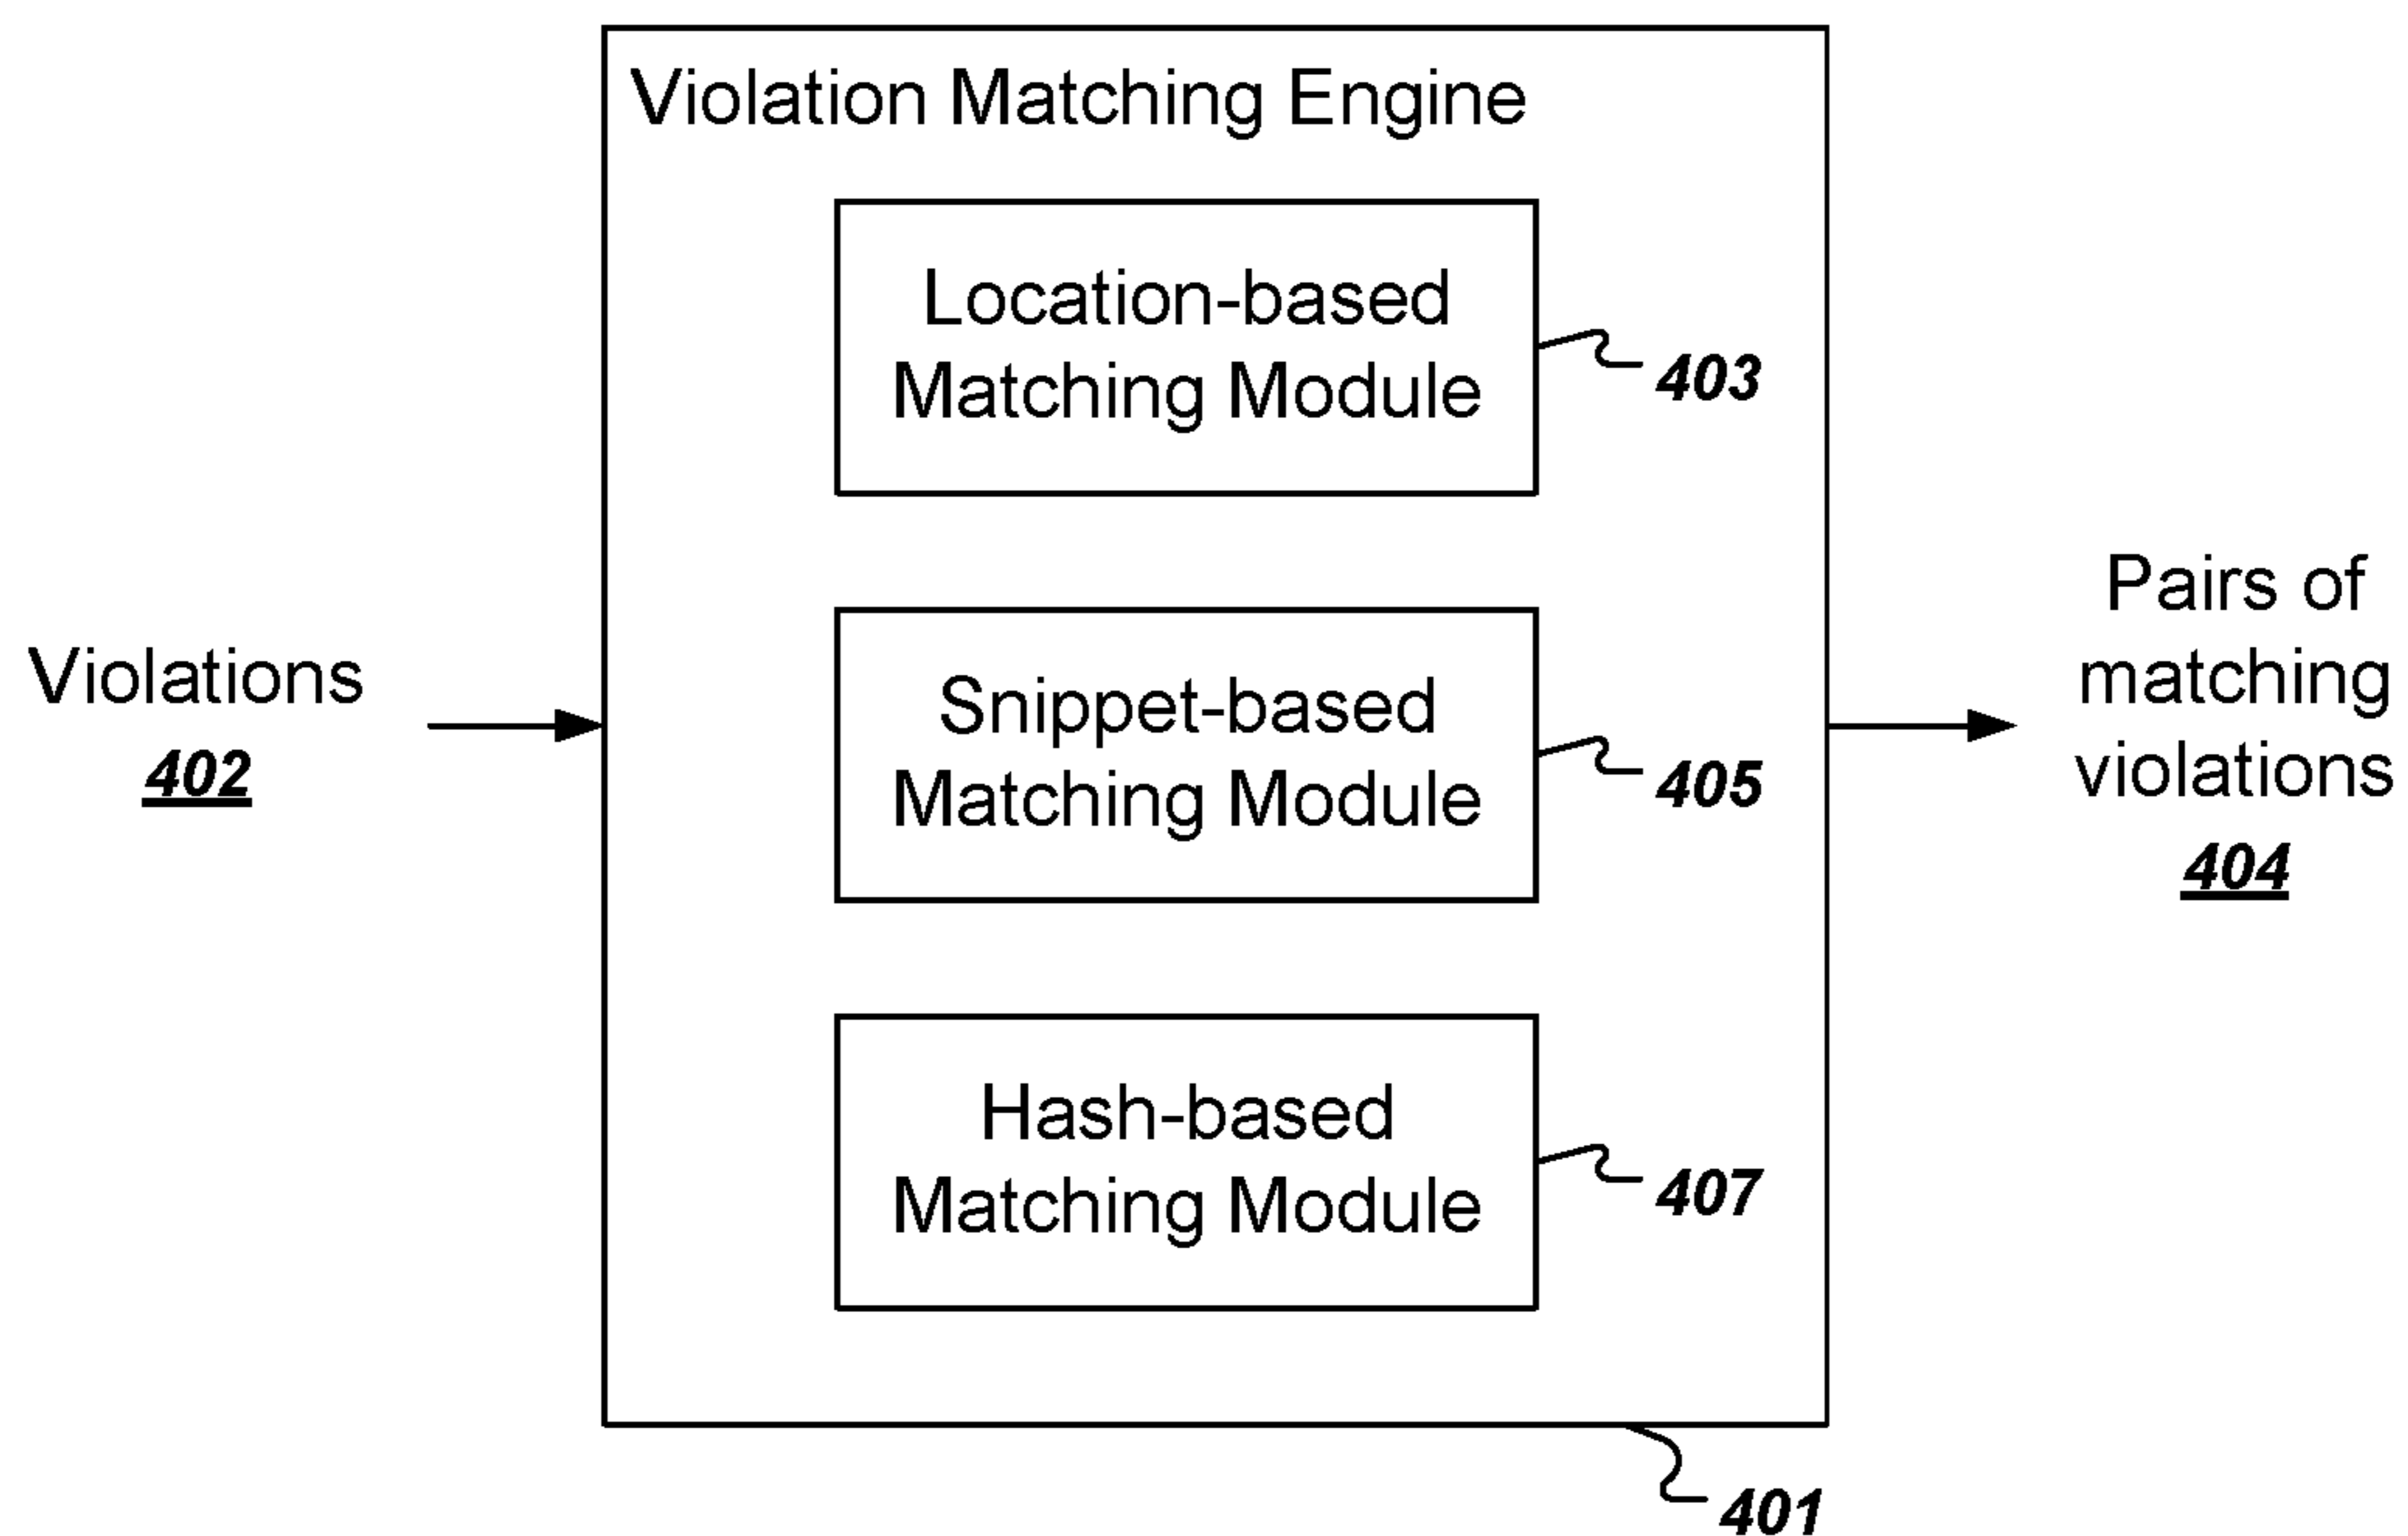 Violation Matching Engine
Location-based
Matching Module
403
Violations
402
Snippet-based
Matching Module
405
Pairs of
matching
violations
404
Hash-based
Matching Module
407
401